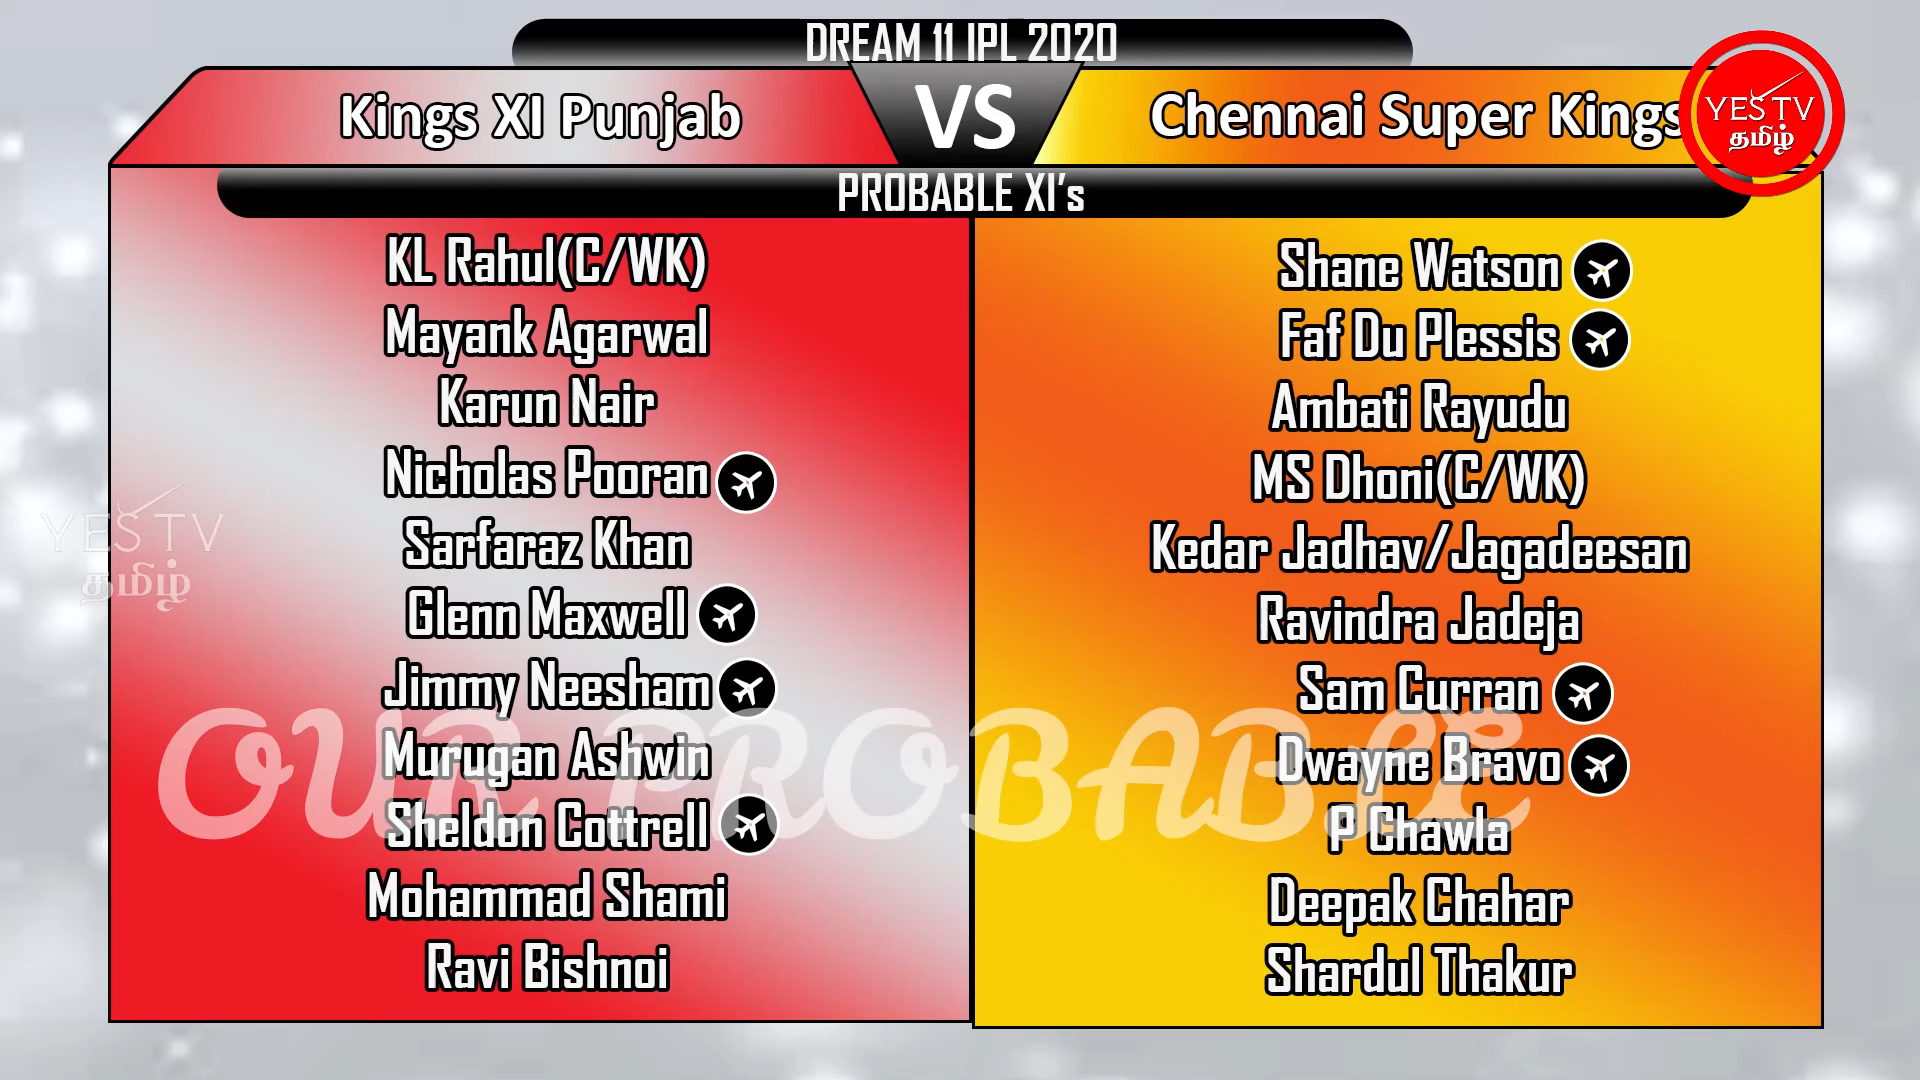 DREAM 11 IPL 2020
Kings XI Punjab
VS
Chennai Super Kings
YES TV
தமிழ்
PROBABLE XI's
KL Rahul(C/WK)
Mayank Agarwal
Karun Nair
Nicholas Pooran
Sarfaraz Khan
Glenn Maxwell
Jimmy Neesham
Murugan Ashwin
Sheldon Cottrell
Mohammad Shami
Ravi Bishnoi
Shane Watson
Faf Du Plessis
Ambati Rayudu
MS Dhoni(C/WK)
Kedar Jadhav/Jagadeesan
Ravindra Jadeja
Sam Curran
Dwayne Bravo
P Chawla
Deepak Chahar
Shardul Thakur
YES TV
தமிழ்
OUR PROBABLE